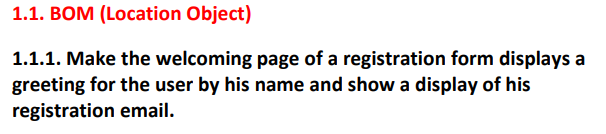 1.1. BOM (Location Object)
1.1.1. Make the welcoming page of a registration form displays a
greeting for the user by his name and show a display of his
registration email.